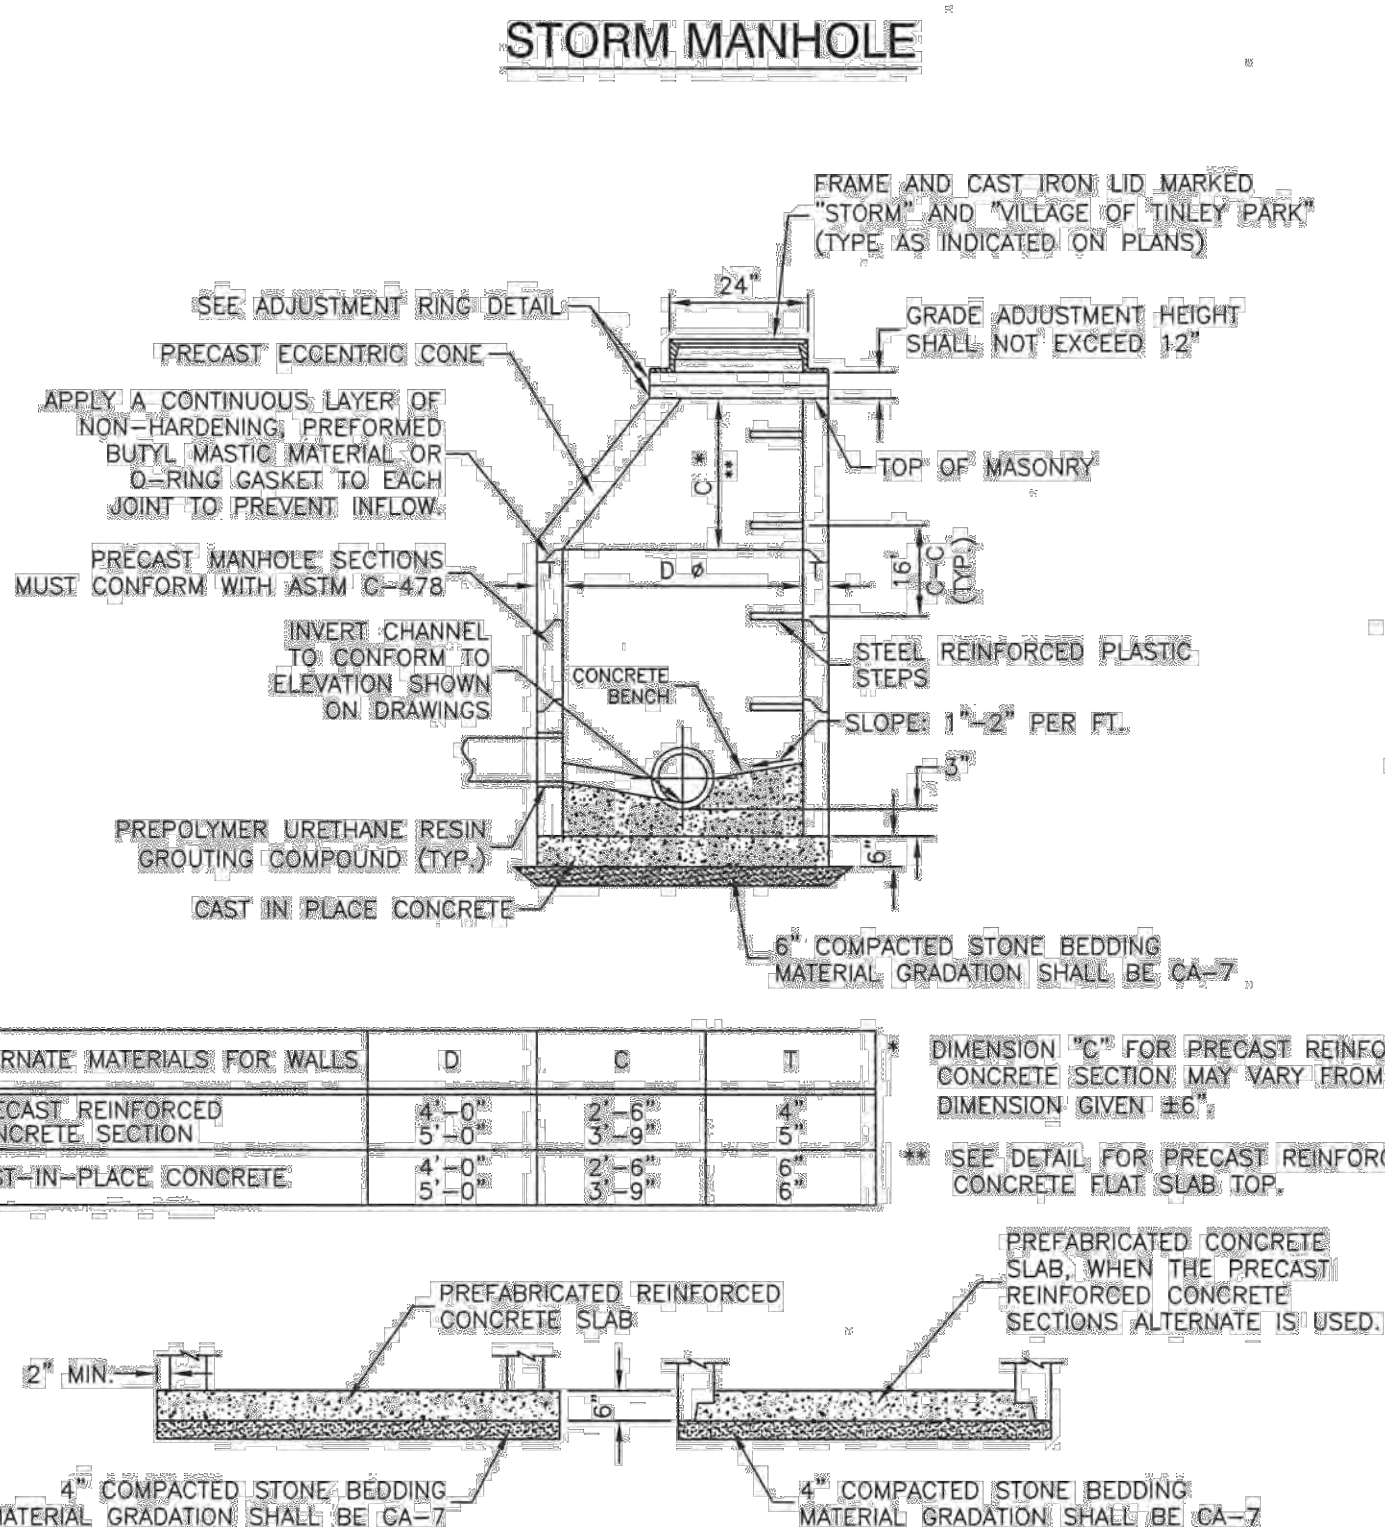 STORM MANHOLE
FRAME AND CAST IRON LID MARKED
"STORM" AND "VILLAGE OF TINLEY PARK"
(TYPE AS INDICATED ON PLANS)
24"
SEE ADJUSTMENT RING DETAIL
GRADE ADJUSTMENT HEIGHT
SHALL NOT EXCEED 12"
PRECAST ECCENTRIC CONE
APPLY A CONTINUOUS LAYER OF
NON-HARDENING, PREFORMED
BUTYL MASTIC MATERIAL OR
O-RING GASKET TO EACH
JOINT TO PREVENT INFLOW.
C *
**
TOP OF MASONRY
PRECAST MANHOLE SECTIONS
MUST CONFORM WITH ASTM C-478
T
D ø
T
16"
C-C
(TYP.)
INVERT CHANNEL
TO CONFORM TO
ELEVATION SHOWN
ON DRAWINGS
CONCRETE
BENCH
STEEL REINFORCED PLASTIC
STEPS
SLOPE: 1"-2" PER FT.
3"
PREPOLYMER URETHANE RESIN
GROUTING COMPOUND (TYP.)
6"
CAST IN PLACE CONCRETE
6" COMPACTED STONE BEDDING
MATERIAL GRADATION SHALL BE CA-7
RNATE MATERIALS FOR WALLS D C T
ECAST REINFORCED 4'-0" 2'-6" 4"
NCRETE SECTION 5'-0" 3'-9" 5"
ST-IN-PLACE CONCRETE 4'-0" 2'-6" 6"
5'-0" 3'-9" 6"
* DIMENSION "C" FOR PRECAST REINFO
CONCRETE SECTION MAY VARY FROM
DIMENSION GIVEN ±6".
** SEE DETAIL FOR PRECAST REINFORC
CONCRETE FLAT SLAB TOP.
PREFABRICATED REINFORCED
CONCRETE SLAB
PREFABRICATED CONCRETE
SLAB, WHEN THE PRECAST
REINFORCED CONCRETE
SECTIONS ALTERNATE IS USED.
2" MIN.
6"
4" COMPACTED STONE BEDDING
MATERIAL GRADATION SHALL BE CA-7
4" COMPACTED STONE BEDDING
MATERIAL GRADATION SHALL BE CA-7